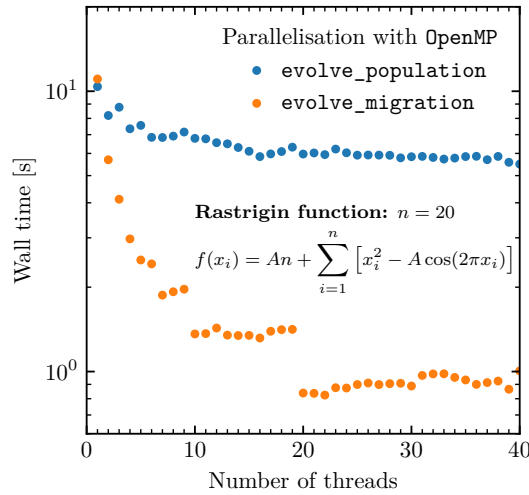 Parallelisation with OpenMP
evolve_population
evolve_migration
Rastrigin function: n = 20
f(x_i) = An + \sum_{i=1}^{n} [x_i^2 − A cos(2πx_i)]
Wall time [s]
10^1
10^0
0 10 20 30 40
Number of threads